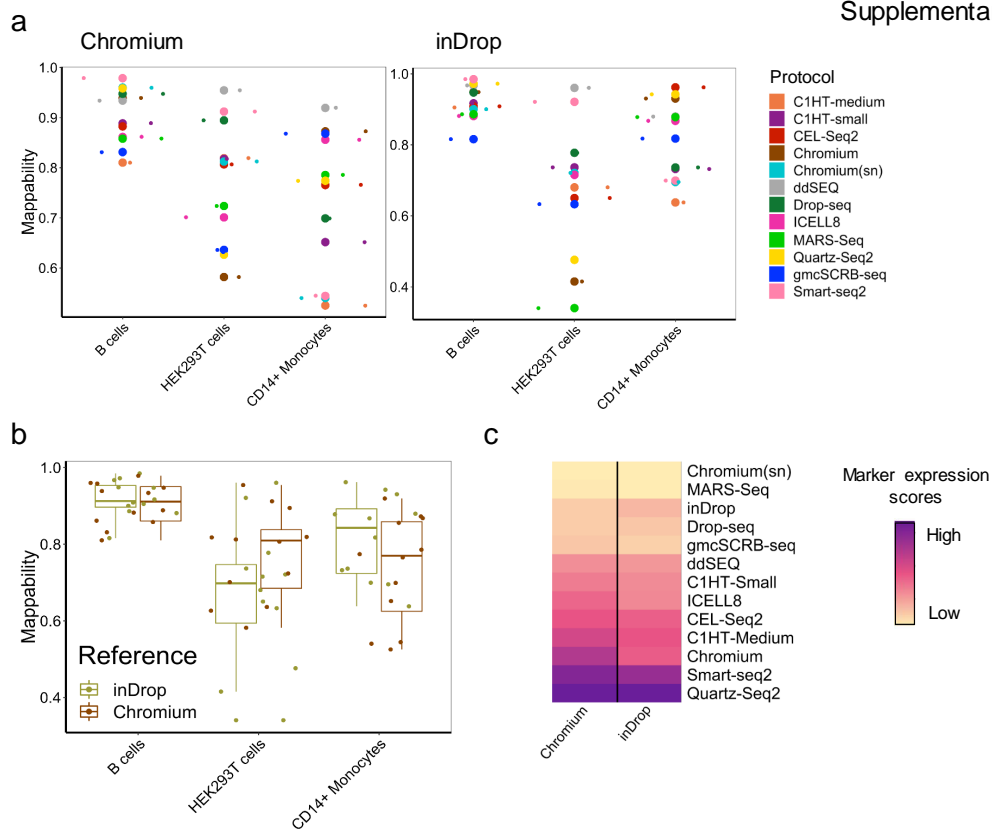 Supplementa
a
Chromium
inDrop
Mappability
1.0
0.9
0.8
0.7
0.6
B cells
HEK293T cells
CD14+ Monocytes
1.0
0.8
0.6
0.4
B cells
HEK293T cells
CD14+ Monocytes
Protocol
C1HT-medium
C1HT-small
CEL-Seq2
Chromium
Chromium(sn)
ddSEQ
Drop-seq
ICELL8
MARS-Seq
Quartz-Seq2
gmcSCRB-seq
Smart-seq2
b
Mapppability
1.0
0.8
0.6
0.4
Reference
inDrop
Chromium
B cells
HEK293T cells
CD14+ Monocytes
c
Chromium(sn)
MARS-Seq
inDrop
Drop-seq
gmcSCRB-seq
ddSEQ
C1HT-Small
ICELL8
CEL-Seq2
C1HT-Medium
Chromium
Smart-seq2
Quartz-Seq2
Chromium
inDrop
Marker expression
scores
High
Low